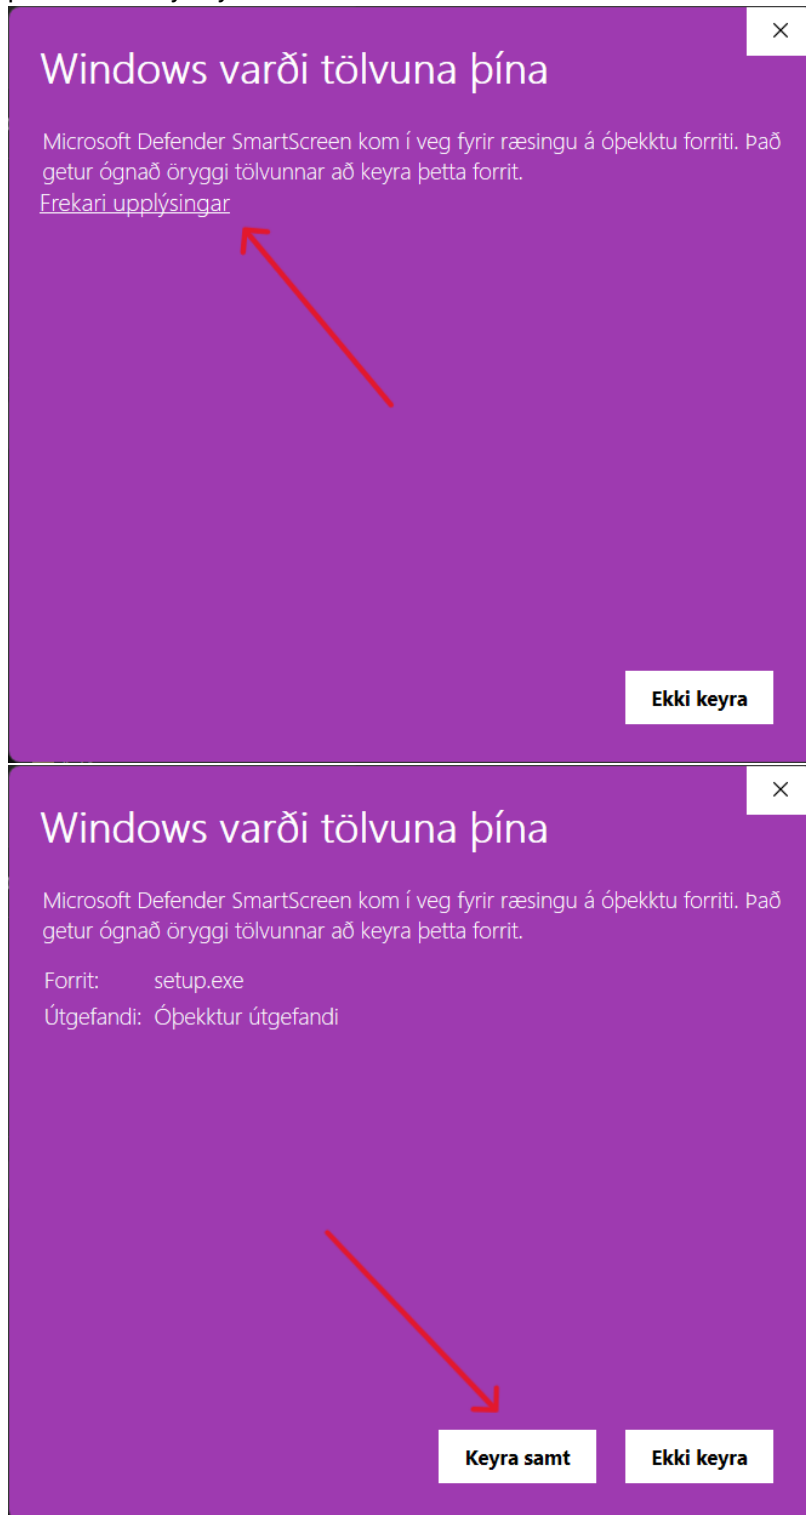 Windows varði tölvuna þína
Microsoft Defender SmartScreen kom í veg fyrir ræsingu á óþekktu forriti. Það
getur ógnað öryggi tölvunnar að keyra þetta forrit.
Frekari upplýsingar
Ekki keyra
Windows varði tölvuna þína
Microsoft Defender SmartScreen kom í veg fyrir ræsingu á óþekktu forriti. Það
getur ógnað öryggi tölvunnar að keyra þetta forrit.
Forrit: setup.exe
Útgefandi: Óþekktur útgefandi
Keyra samt Ekki keyra